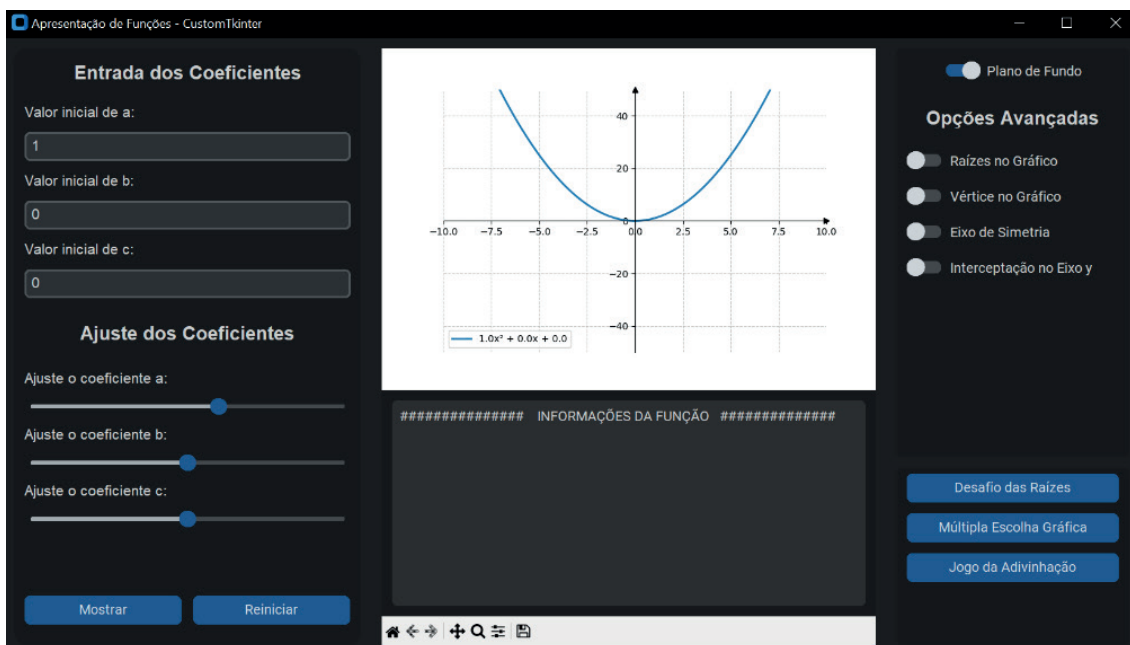 Apresentação de Funções - CustomTkinter
Entrada dos Coeficientes
Valor inicial de a:
1
Valor inicial de b:
0
Valor inicial de c:
0
Ajuste dos Coeficientes
Ajuste o coeficiente a:
Ajuste o coeficiente b:
Ajuste o coeficiente c:
Mostrar
Reiniciar
40
20
0
−10.0 −7.5 −5.0 −2.5 0.0 2.5 5.0 7.5 10.0
−20
−40
1.0x² + 0.0x + 0.0
############### INFORMAÇÕES DA FUNÇÃO ##############
Plano de Fundo
Opções Avançadas
Raízes no Gráfico
Vértice no Gráfico
Eixo de Simetria
Interceptação no Eixo y
Desafio das Raízes
Múltipla Escolha Gráfica
Jogo da Adivinhação